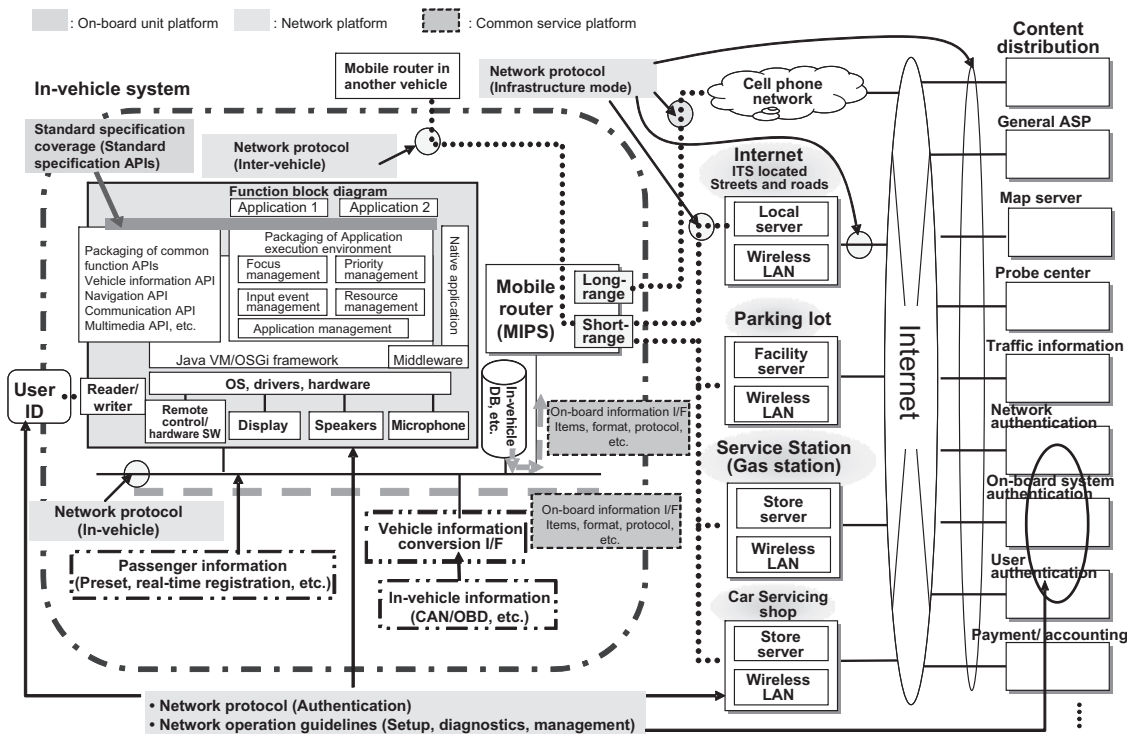 : On-board unit platform
: Network platform
: Common service platform
Content
distribution
Mobile router in
another vehicle
Network protocol
(Infrastructure mode)
Cell phone
network
In-vehicle system
Standard specification
coverage (Standard
specification APIs)
Network protocol
(Inter-vehicle)
General ASP
Internet
ITS located
Streets and roads
Local
server
Wireless
LAN
Map server
Function block diagram
Application 1
Application 2
Packaging of common
function APIs
Vehicle information API
Navigation API
Communication API
Multimedia API, etc.
Packaging of Application
execution environment
Focus
management
Priority
management
Input event
management
Resource
management
Application management
Native application
Java VM/OSGi framework
Middleware
OS, drivers, hardware
Mobile
router
(MIPS)
Long-
range
Short-
range
Probe center
Parking lot
Facility
server
Wireless
LAN
Internet
Traffic information
User
ID
Reader/
writer
Remote
control/
hardware SW
Display
Speakers
Microphone
In-vehicle
DB, etc.
On-board information I/F
Items, format, protocol,
etc.
Network
authentication
Service Station
(Gas station)
Store
server
Wireless
LAN
On-board system
authentication
Network protocol
(In-vehicle)
On-board information I/F
Items, format, protocol,
etc.
Vehicle information
conversion I/F
Passenger information
(Preset, real-time registration, etc.)
In-vehicle information
(CAN/OBD, etc.)
User
authentication
Car Servicing
shop
Store
server
Wireless
LAN
Payment/ accounting
• Network protocol (Authentication)
• Network operation guidelines (Setup, diagnostics, management)